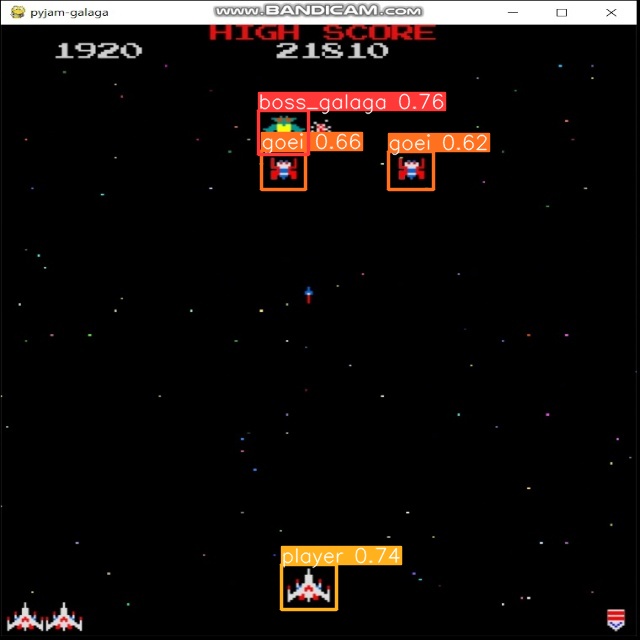 pyjam-galaga
www.BANDICAM.com
HIGH SCORE
1920 21810
boss_galaga 0.76
goei 0.66 goei 0.62
player 0.74